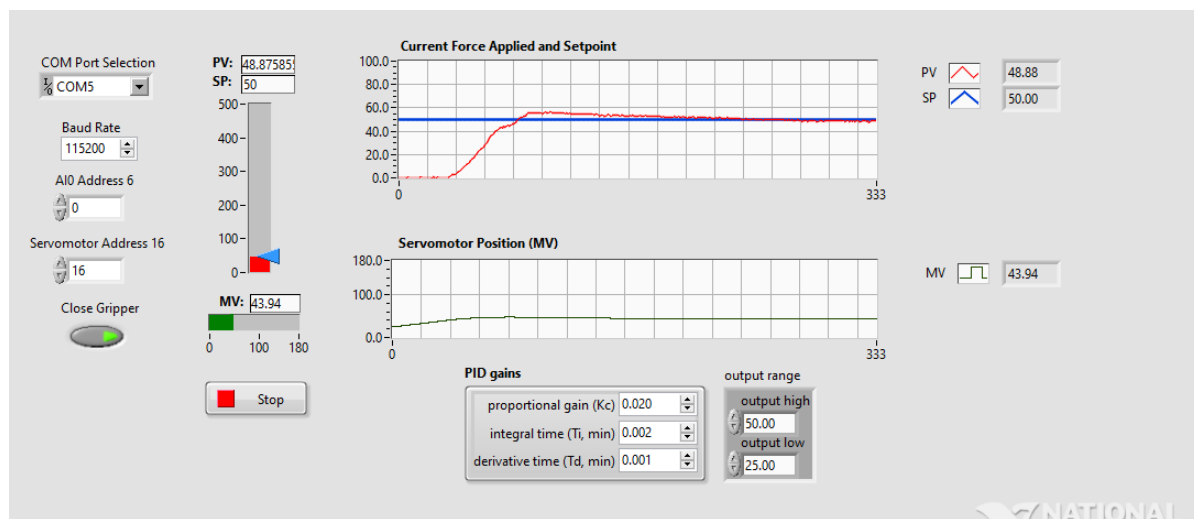 COM Port Selection
I/O COM5
Baud Rate
115200
AI0 Address 6
0
Servomotor Address 16
16
Close Gripper
PV: 48.87585
SP: 50
500
400
300
200
100
0
MV: 43.94
0 100 180
Stop
Current Force Applied and Setpoint
100.0
80.0
60.0
40.0
20.0
0.0
0 333
PV 48.88
SP 50.00
Servomotor Position (MV)
180.0
100.0
0.0
0 333
MV 43.94
PID gains
proportional gain (Kc) 0.020
integral time (Ti, min) 0.002
derivative time (Td, min) 0.001
output range
output high
50.00
output low
25.00
NATIONAL